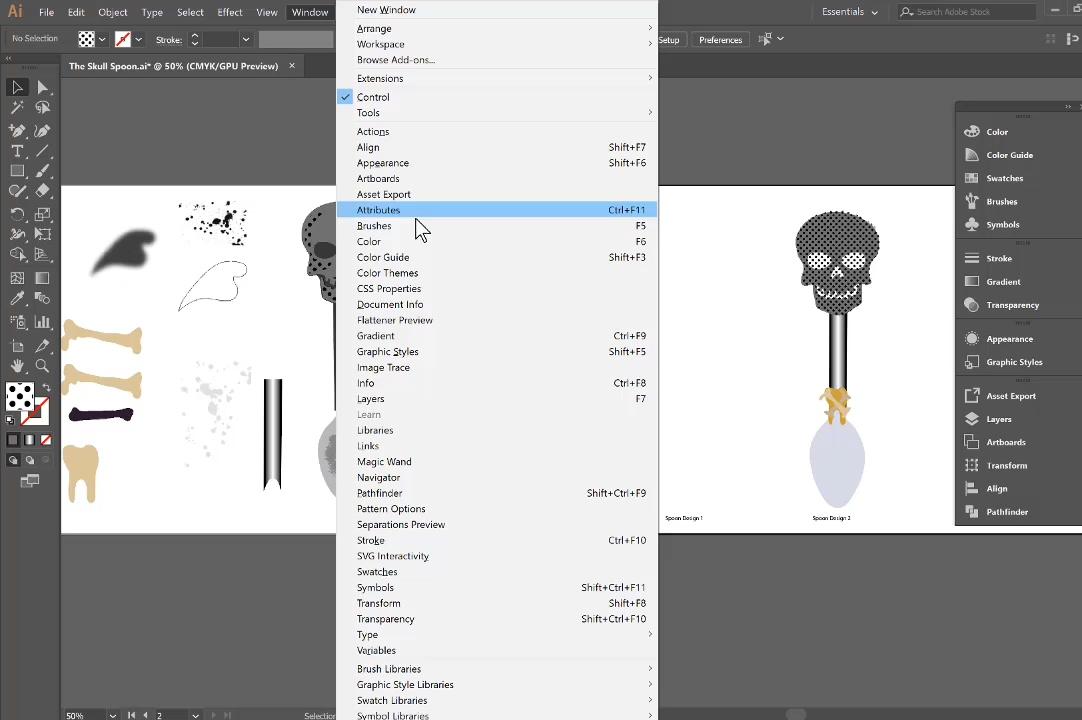 Ai File Edit Object Type Select Effect View Window Essentials Search Adobe Stock
No Selection Stroke: Setup Preferences
The Skull Spoon.ai* @ 50% (CMYK/GPU Preview) ×
New Window
Arrange
Workspace
Browse Add-ons...
Extensions
Control
Tools
Actions
Align Shift+F7
Appearance Shift+F6
Artboards
Asset Export
Attributes Ctrl+F11
Brushes F5
Color F6
Color Guide Shift+F3
Color Themes
CSS Properties
Document Info
Flattener Preview
Gradient Ctrl+F9
Graphic Styles Shift+F5
Image Trace
Info Ctrl+F8
Layers F7
Learn
Libraries
Links
Magic Wand
Navigator
Pathfinder Shift+Ctrl+F9
Pattern Options
Separations Preview
Stroke Ctrl+F10
SVG Interactivity
Swatches
Symbols Shift+Ctrl+F11
Transform Shift+F8
Transparency Shift+Ctrl+F10
Type
Variables
Brush Libraries
Graphic Style Libraries
Swatch Libraries
Symbol Libraries
Spoon Design 1
Spoon Design 2
Color
Color Guide
Swatches
Brushes
Symbols
Stroke
Gradient
Transparency
Appearance
Graphic Styles
Asset Export
Layers
Artboards
Transform
Align
Pathfinder
50% 2 Selection